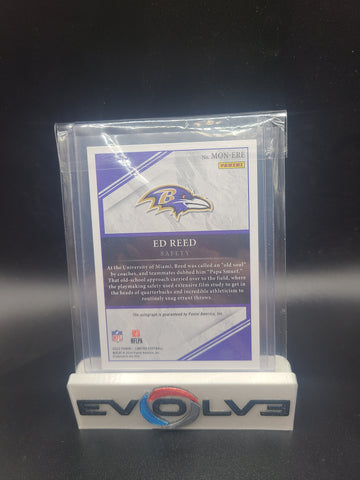 No. MON-ERE
PANINI
B
ED REED
SAFETY
At the University of Miami, Reed was called an "old soul"
by coaches, and teammates dubbed him "Papa Smurf."
That old-school approach carried over to the field, where
the playmaking safety used extensive film study to get in
the heads of quarterbacks and incredible athleticism to
routinely snag errant throws.
The autograph is guaranteed by Panini America, Inc.
NFL
NFLPA
EVOLV3